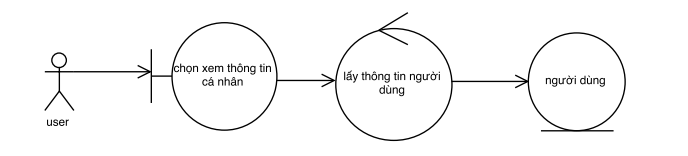 user
chọn xem thông tin
cá nhân
lấy thông tin người
dùng
người dùng